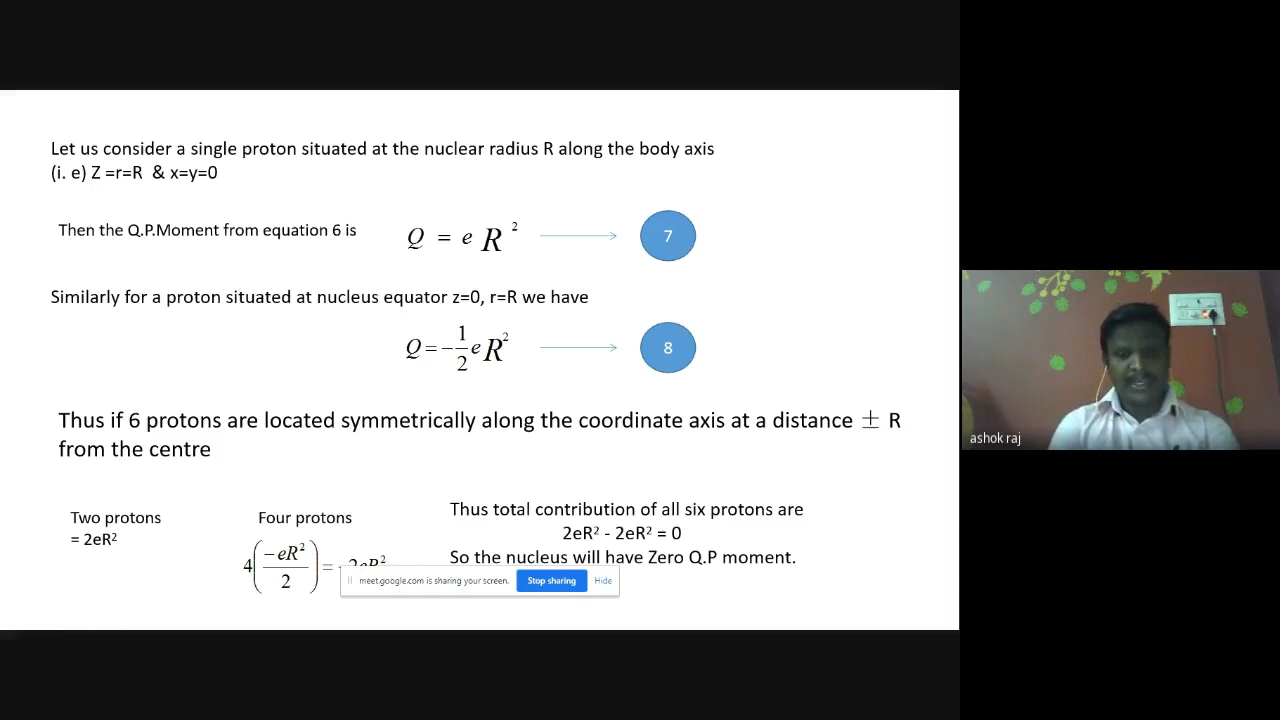 Let us consider a single proton situated at the nuclear radius R along the body axis
(i. e) Z =r=R & x=y=0
Then the Q.P.Moment from equation 6 is
Q = e R²
7
Similarly for a proton situated at nucleus equator z=0, r=R we have
Q = -1/2 e R²
8
Thus if 6 protons are located symmetrically along the coordinate axis at a distance ± R
from the centre
Two protons
= 2eR²
Four protons
4(-eR²/2) =
Thus total contribution of all six protons are
2eR² - 2eR² = 0
So the nucleus will have Zero Q.P moment.
meet.google.com is sharing your screen.
Stop sharing
Hide
ashok raj